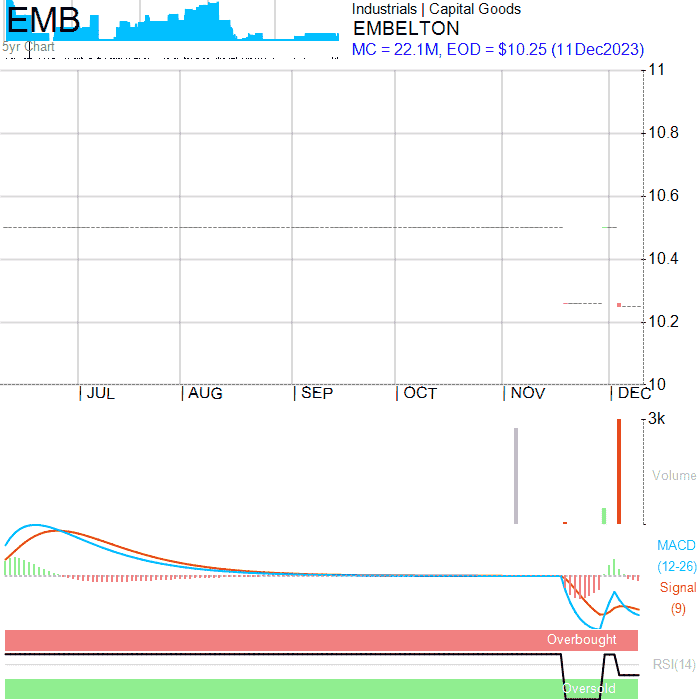 EMB
5yr Chart
Industrials | Capital Goods
EMBELTON
MC = 22.1M, EOD = $10.25 (11Dec2023)
11
10.8
10.6
10.4
10.2
10
JUL AUG SEP OCT NOV DEC
3k
Volume
MACD
(12-26)
Signal
(9)
Overbought
RSI(14)
Oversold